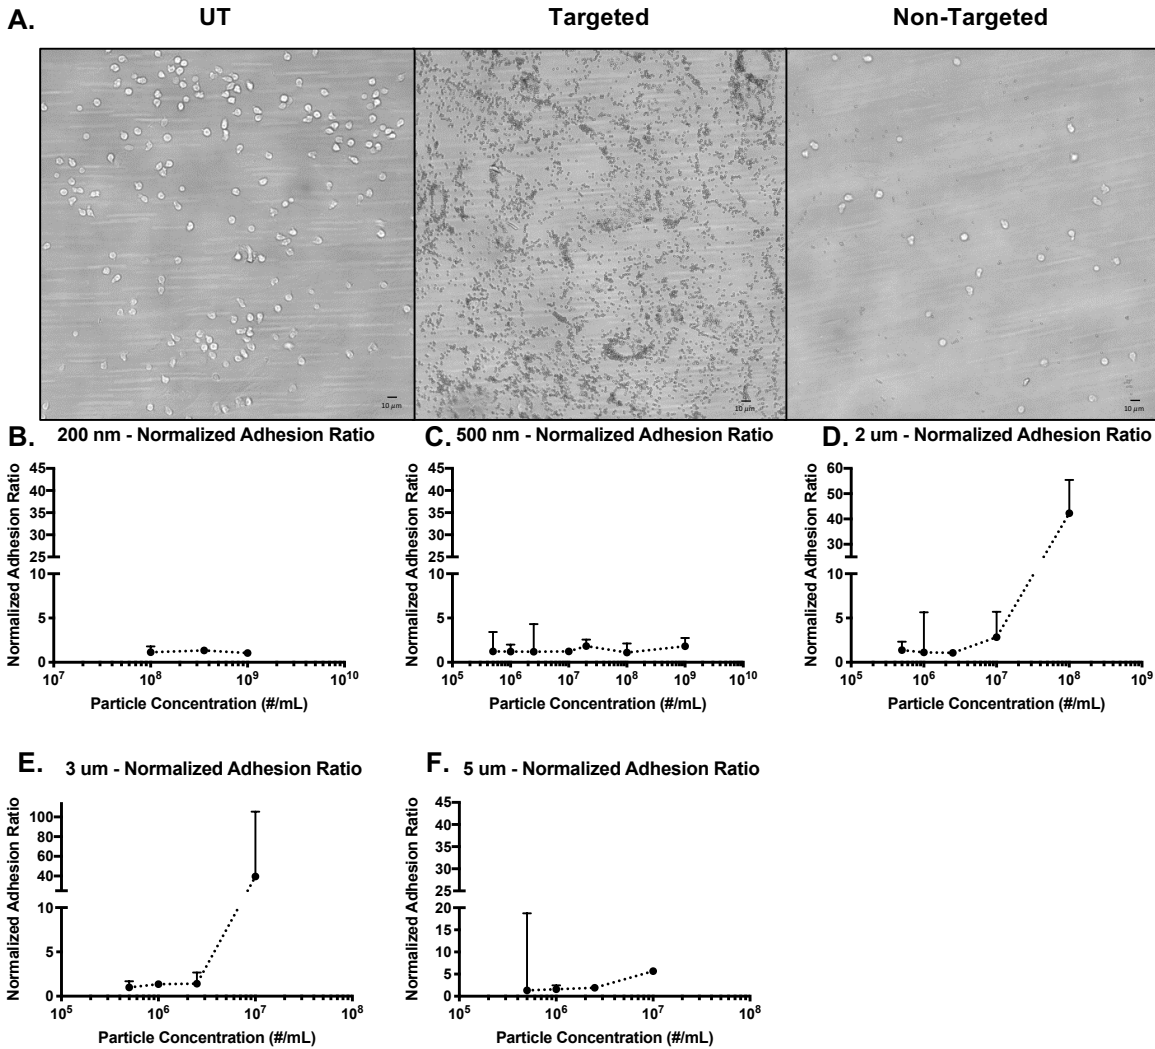 A. UT Targeted Non-Targeted
10 µm 10 µm 10 µm
B. 200 nm - Normalized Adhesion Ratio
Normalized Adhesion Ratio
45
40
35
30
25
10
5
0
10⁷ 10⁸ 10⁹ 10¹⁰
Particle Concentration (#/mL)
C. 500 nm - Normalized Adhesion Ratio
Normalized Adhesion Ratio
45
40
35
30
25
10
5
0
10⁵ 10⁶ 10⁷ 10⁸ 10⁹ 10¹⁰
Particle Concentration (#/mL)
D. 2 um - Normalized Adhesion Ratio
Normalized Adhesion Ratio
60
50
40
30
10
5
0
10⁵ 10⁶ 10⁷ 10⁸ 10⁹
Particle Concentration (#/mL)
E. 3 um - Normalized Adhesion Ratio
Normalized Adhesion Ratio
100
80
60
40
10
5
0
10⁵ 10⁶ 10⁷ 10⁸
Particle Concentration (#/mL)
F. 5 um - Normalized Adhesion Ratio
Normalized Adhesion Ratio
45
40
35
30
25
20
15
10
5
0
10⁵ 10⁶ 10⁷ 10⁸
Particle Concentration (#/mL)